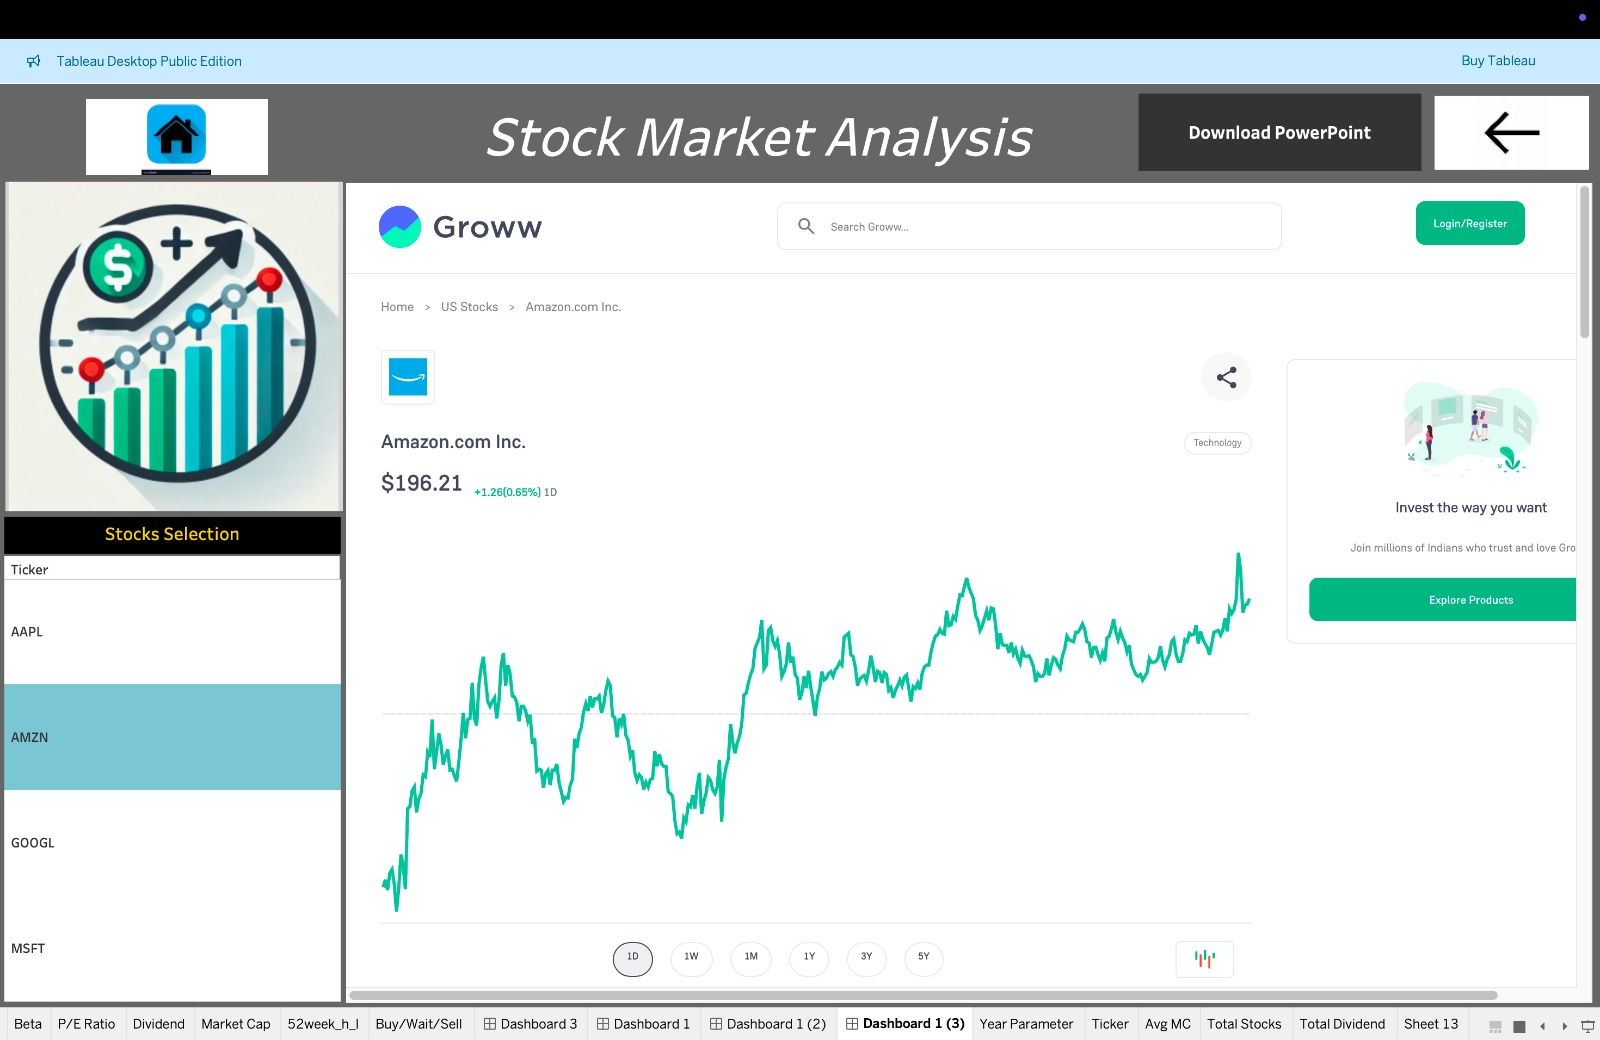 Tableau Desktop Public Edition
Buy Tableau
Stock Market Analysis
Download PowerPoint
Groww
Search Groww...
Login/Register
Home > US Stocks > Amazon.com Inc.
Amazon.com Inc.
Technology
$196.21 +1.26(0.65%) 1D
Invest the way you want
Join millions of Indians who trust and love Gro
Explore Products
1D 1W 1M 1Y 3Y 5Y
$
Stocks Selection
Ticker
AAPL
AMZN
GOOGL
MSFT
Beta P/E Ratio Dividend Market Cap 52week_h_l Buy/Wait/Sell Dashboard 3 Dashboard 1 Dashboard 1 (2) Dashboard 1 (3) Year Parameter Ticker Avg MC Total Stocks Total Dividend Sheet 13